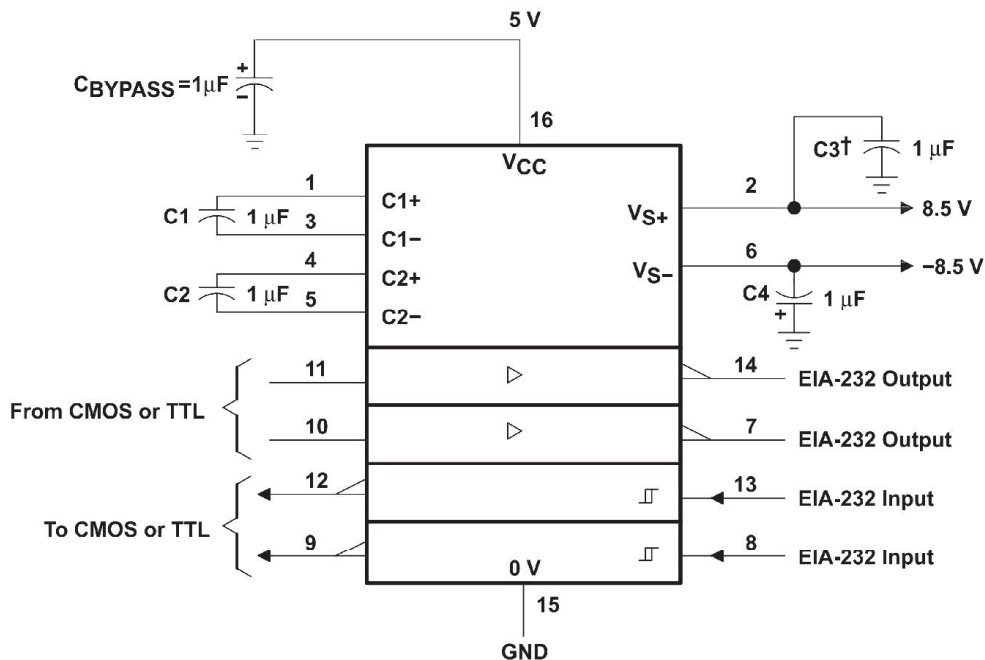 5 V
CBYPASS = 1μF
+
−
16
VCC
C3†
1 μF
1
C1+
2
VS+
8.5 V
C1
1 μF
3
C1−
4
C2+
6
VS−
−8.5 V
C2
1 μF
5
C2−
C4
+
1 μF
11
14
EIA-232 Output
From CMOS or TTL
10
7
EIA-232 Output
12
13
EIA-232 Input
To CMOS or TTL
9
8
EIA-232 Input
0 V
15
GND